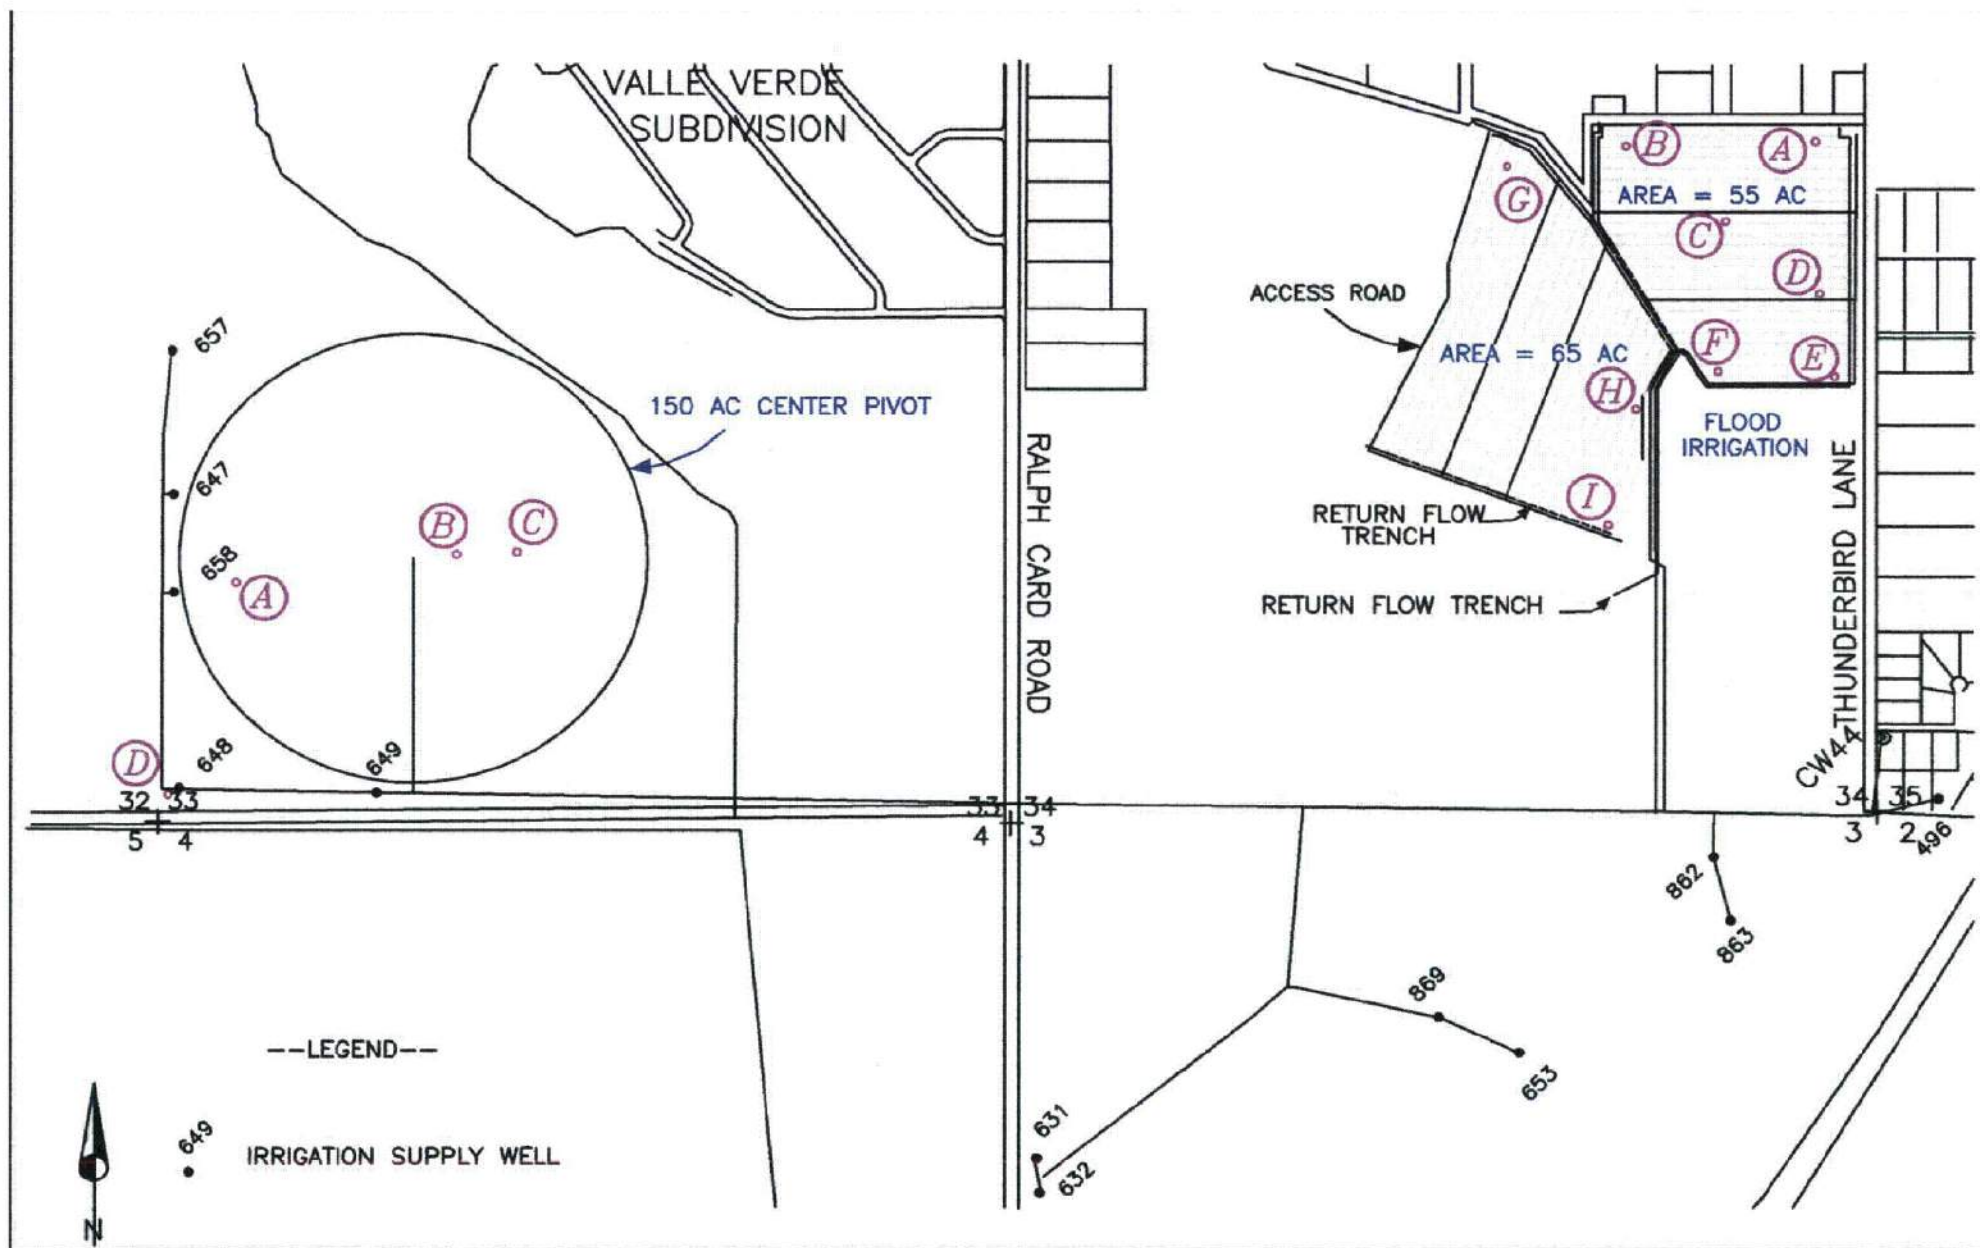 VALLE VERDE
SUBDIVISION
B
A
AREA = 55 AC
G
C
D
ACCESS ROAD
657
F
E
AREA = 65 AC
H
150 AC CENTER PIVOT
FLOOD
IRRIGATION
647
RALPH CARD ROAD
THUNDERBIRD LANE
B
C
I
RETURN FLOW
TRENCH
658
A
RETURN FLOW TRENCH
D
648
649
CW44
32 33
33 34
34 35
5 4
4 3
3 2
496
862
863
869
653
--LEGEND--
631
632
649
IRRIGATION SUPPLY WELL
N